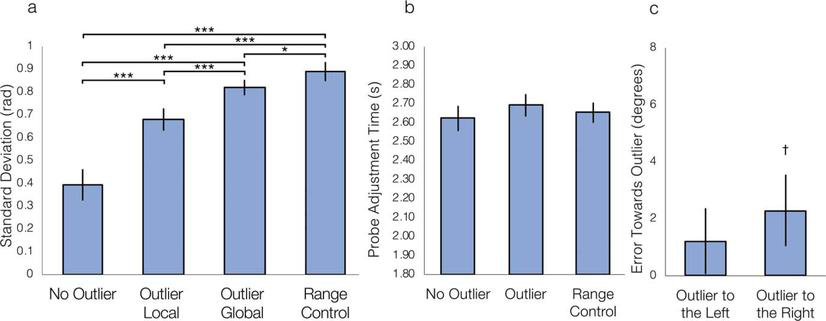 a
Standard Deviation (rad)
1
0.9
0.8
0.7
0.6
0.5
0.4
0.3
0.2
0.1
0
***
***
***
*
***
***
No Outlier
Outlier
Local
Outlier
Global
Range
Control
b
Probe Adjustment Time (s)
3.00
2.90
2.80
2.70
2.60
2.50
2.40
2.30
2.20
2.10
2.00
1.90
1.80
No Outlier
Outlier
Range
Control
c
Error Towards Outlier (degrees)
8
6
4
2
0
†
Outlier to
the Left
Outlier to
the Right